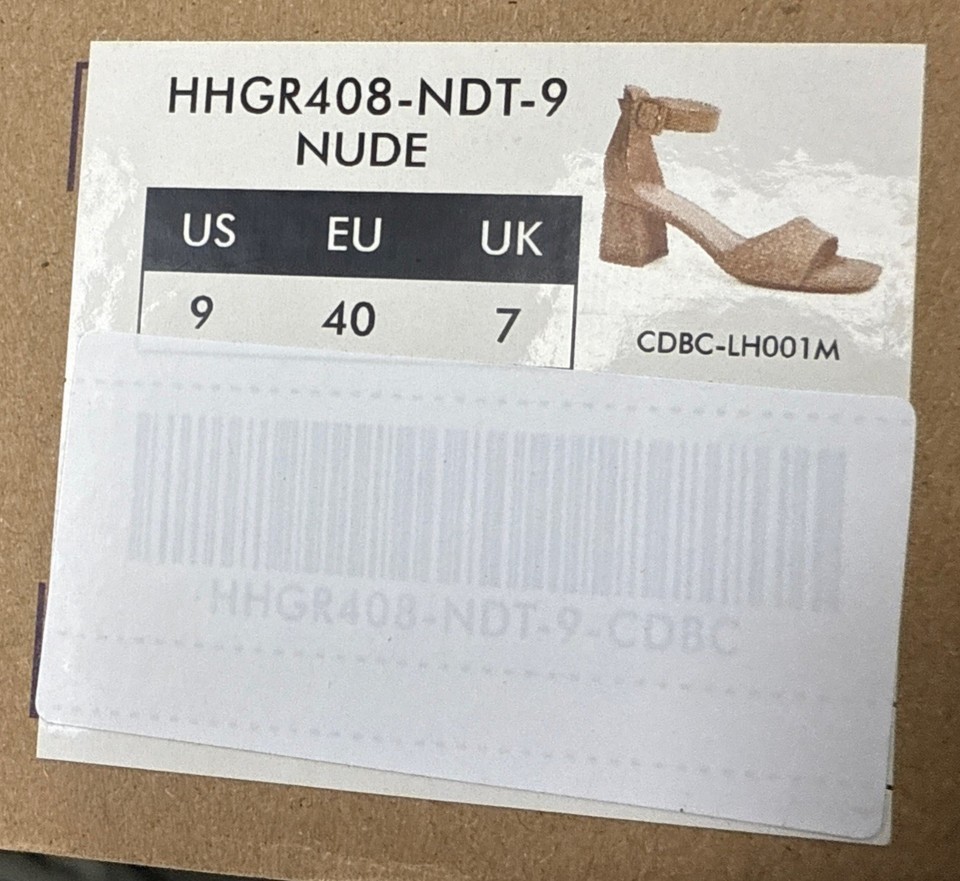 HHGR408-NDT-9
NUDE
US EU UK
9 40 7
CDBC-LH001M
HHGR408-NDT-9-CDBC